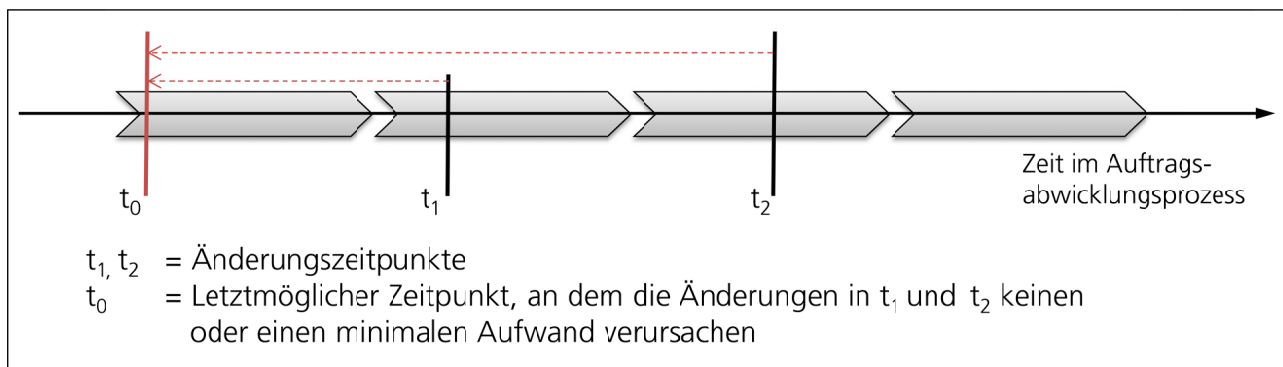 Zeit im Auftrags-
abwicklungsprozess
t₀ t₁ t₂
t₁, t₂ = Änderungszeitpunkte
t₀ = Letztmöglicher Zeitpunkt, an dem die Änderungen in t₁ und t₂ keinen
oder einen minimalen Aufwand verursachen